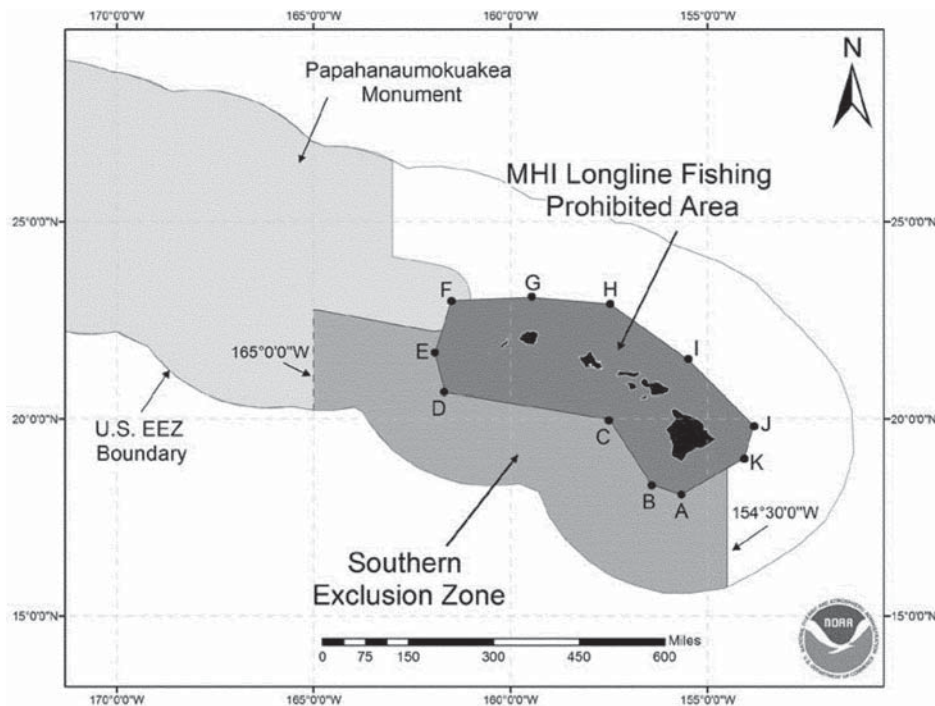 170°0'0"W 165°0'0"W 160°0'0"W 155°0'0"W
N
Papahanaumokuakea
Monument
MHI Longline Fishing
Prohibited Area
25°0'0"N
25°0'0"N
F
G
H
165°0'0"W
E
I
D
20°0'0"N
20°0'0"N
C
J
U.S. EEZ
Boundary
K
B
A
154°30'0"W
Southern
Exclusion Zone
15°0'0"N
15°0'0"N
Miles
0 75 150 300 450 600
NOAA
170°0'0"W 165°0'0"W 160°0'0"W 155°0'0"W